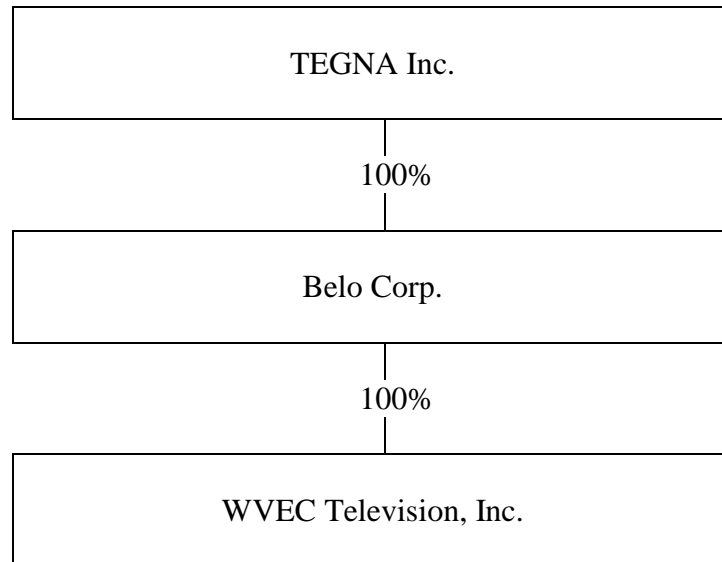 TEGNA Inc.
100%
Belo Corp.
100%
WVEC Television, Inc.